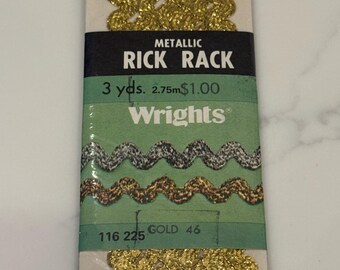 METALLIC
RICK RACK
3 yds. 2.75m $1.00
Wrights®
116 225 GOLD 46